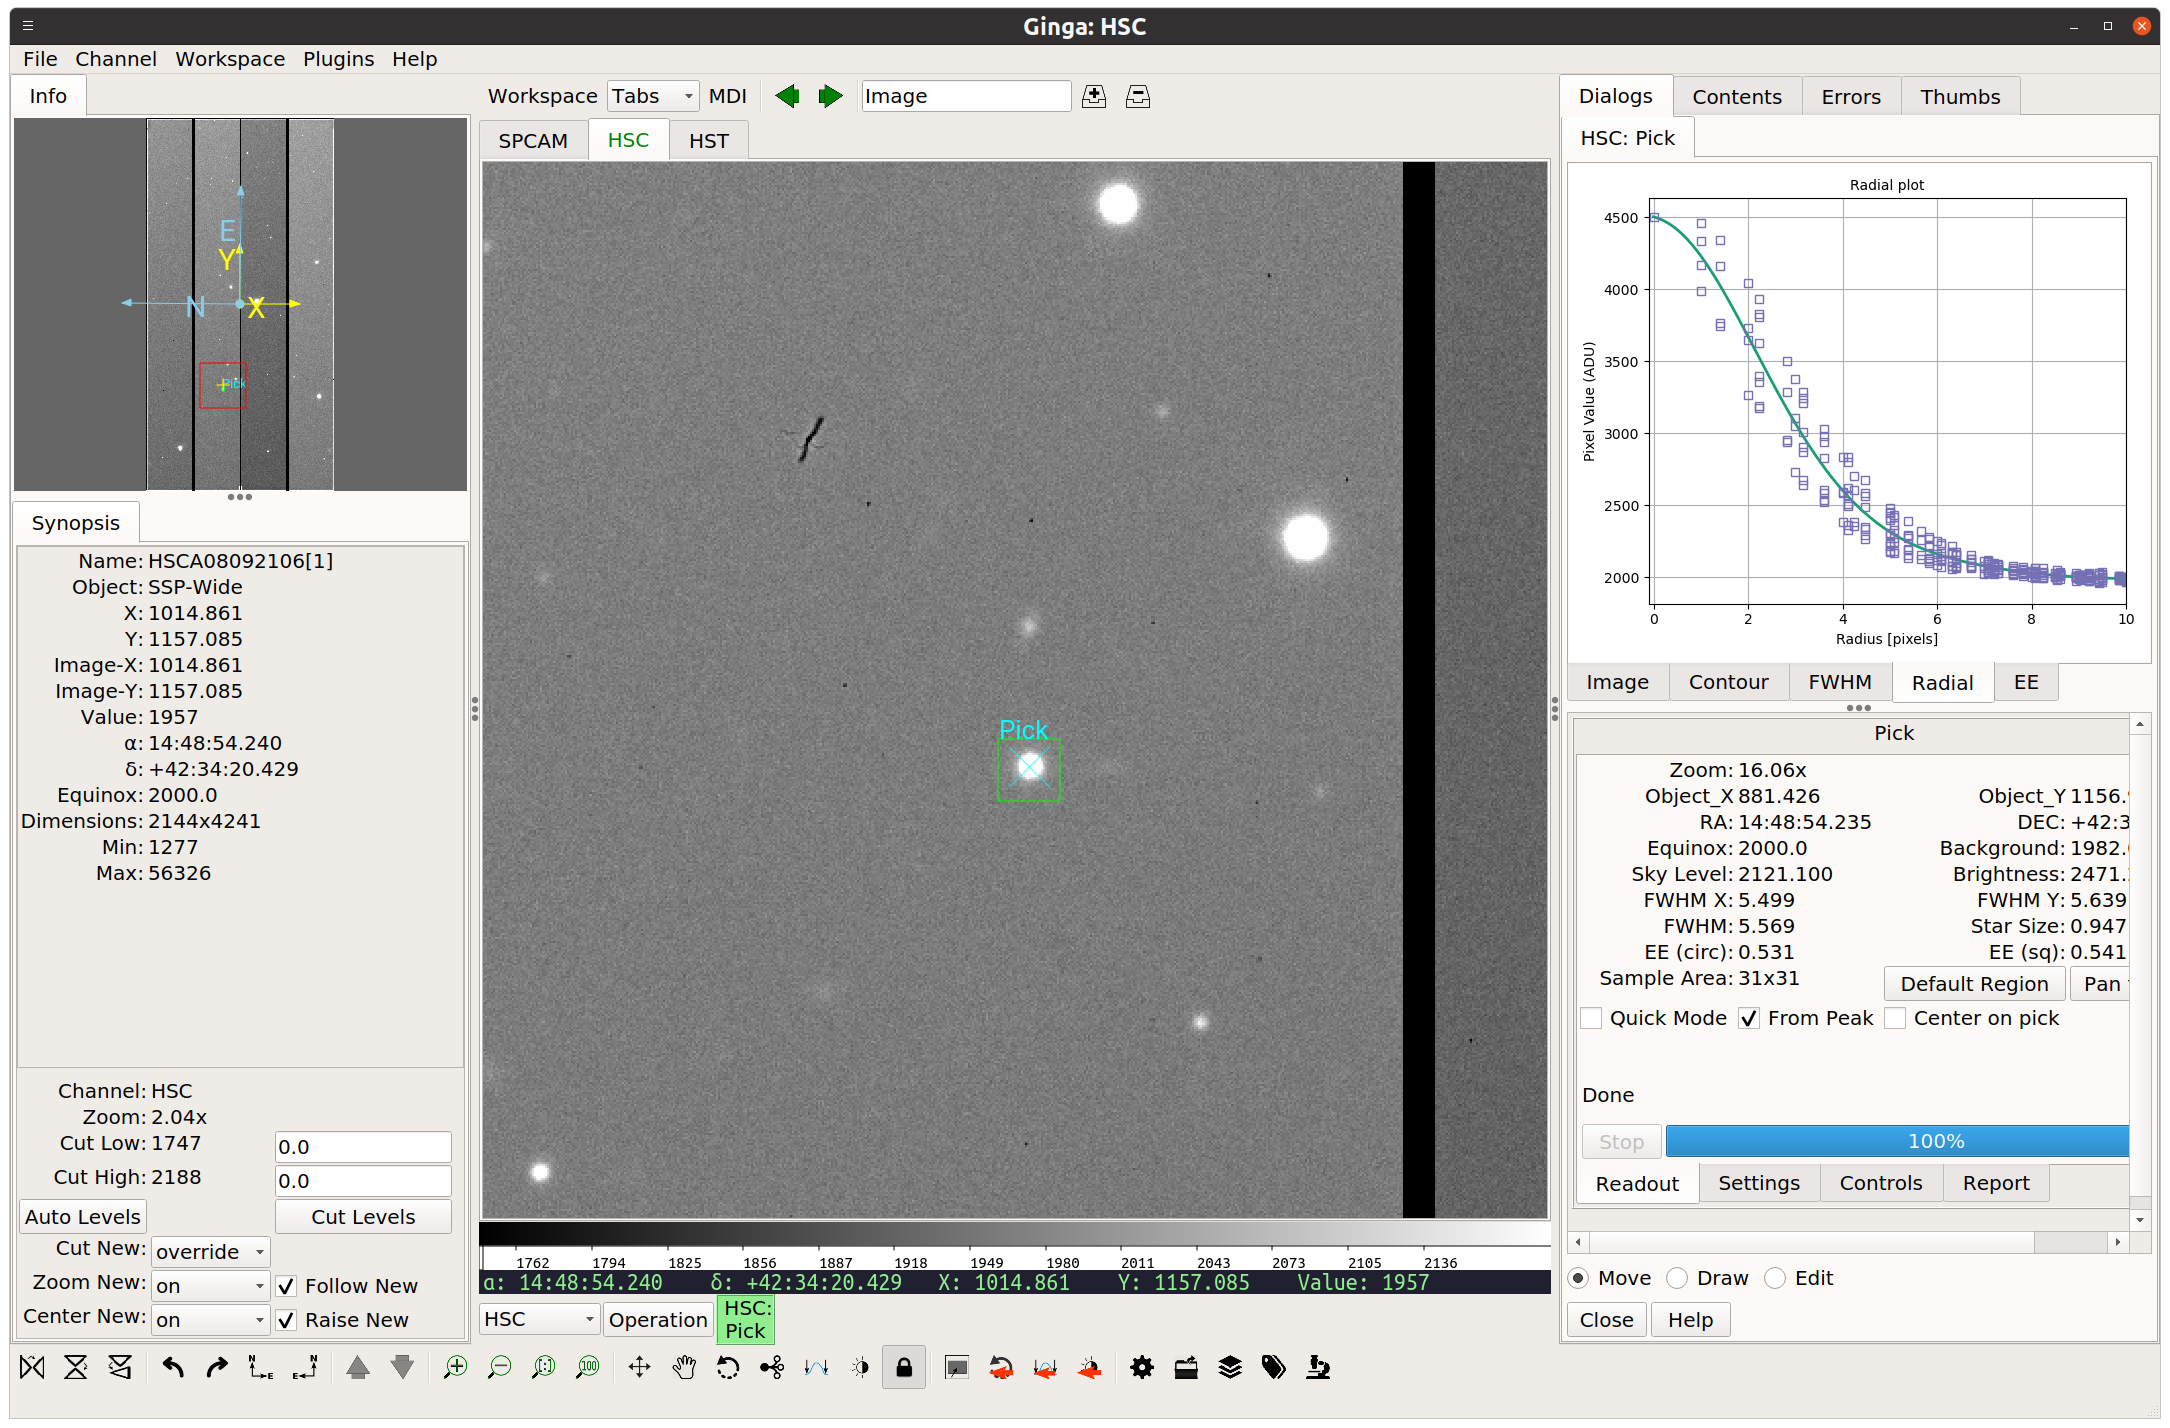 Ginga: HSC
File Channel Workspace Plugins Help
Info
E
Y
N X
Pick
Synopsis
Name: HSCA08092106[1]
Object: SSP-Wide
X: 1014.861
Y: 1157.085
Image-X: 1014.861
Image-Y: 1157.085
Value: 1957
α: 14:48:54.240
δ: +42:34:20.429
Equinox: 2000.0
Dimensions: 2144x4241
Min: 1277
Max: 56326
Channel: HSC
Zoom: 2.04x
Cut Low: 1747 0.0
Cut High: 2188 0.0
Auto Levels Cut Levels
Cut New: override
Zoom New: on Follow New
Center New: on Raise New
Workspace Tabs MDI Image
SPCAM HSC HST
Pick
1762 1794 1825 1856 1887 1918 1949 1980 2011 2043 2073 2105 2136
α: 14:48:54.240 δ: +42:34:20.429 X: 1014.861 Y: 1157.085 Value: 1957
HSC Operation HSC: Pick
Dialogs Contents Errors Thumbs
HSC: Pick
Radial plot
4500
4000
3500
3000
2500
2000
Pixel Value (ADU)
0 2 4 6 8 10
Radius [pixels]
Image Contour FWHM Radial EE
Pick
Zoom: 16.06x
Object_X 881.426 Object_Y 1156.
RA: 14:48:54.235 DEC: +42:3
Equinox: 2000.0 Background: 1982.
Sky Level: 2121.100 Brightness: 2471.
FWHM X: 5.499 FWHM Y: 5.639
FWHM: 5.569 Star Size: 0.947
EE (circ): 0.531 EE (sq): 0.541
Sample Area: 31x31 Default Region Pan
Quick Mode From Peak Center on pick
Done
Stop 100%
Readout Settings Controls Report
Move Draw Edit
Close Help
N E E N 1:1 100